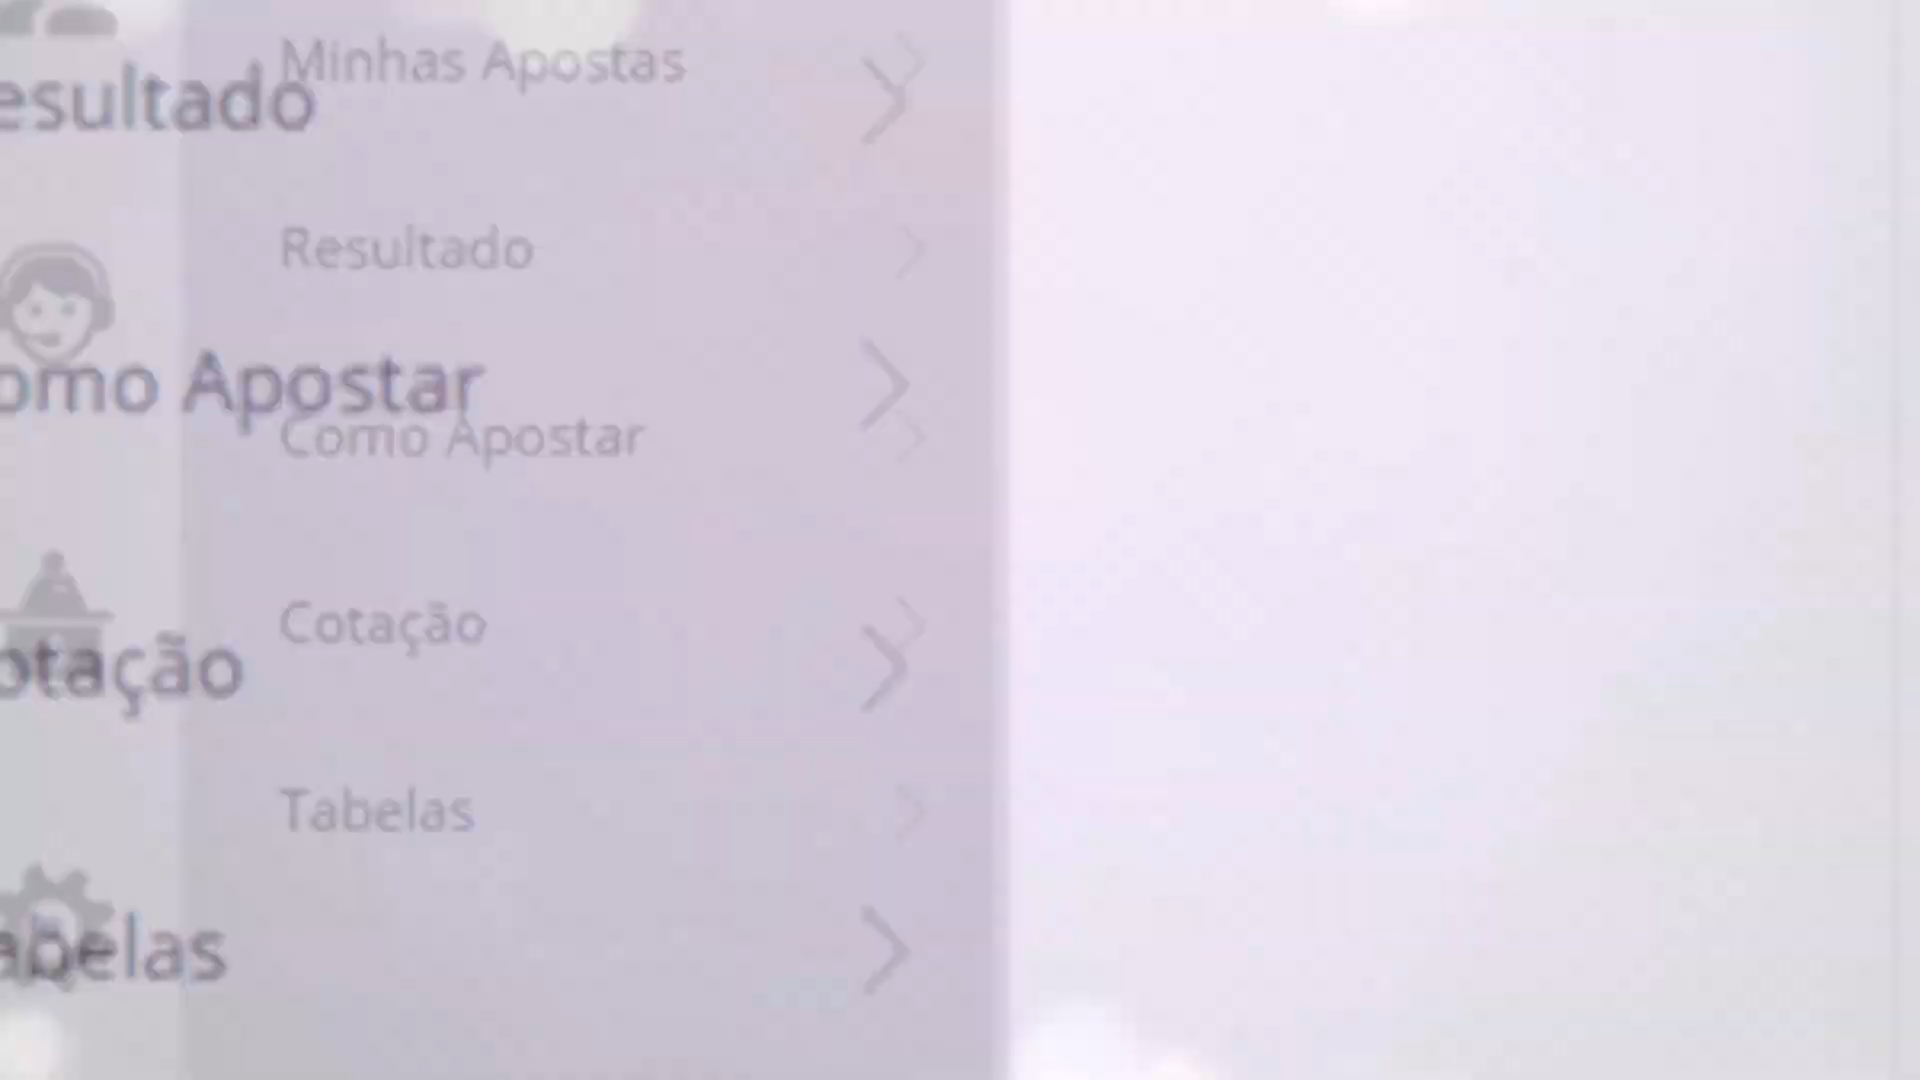 Minhas Apostas
esultado
Resultado
omo Apostar
Como Apostar
Cotação
otação
Tabelas
abelas